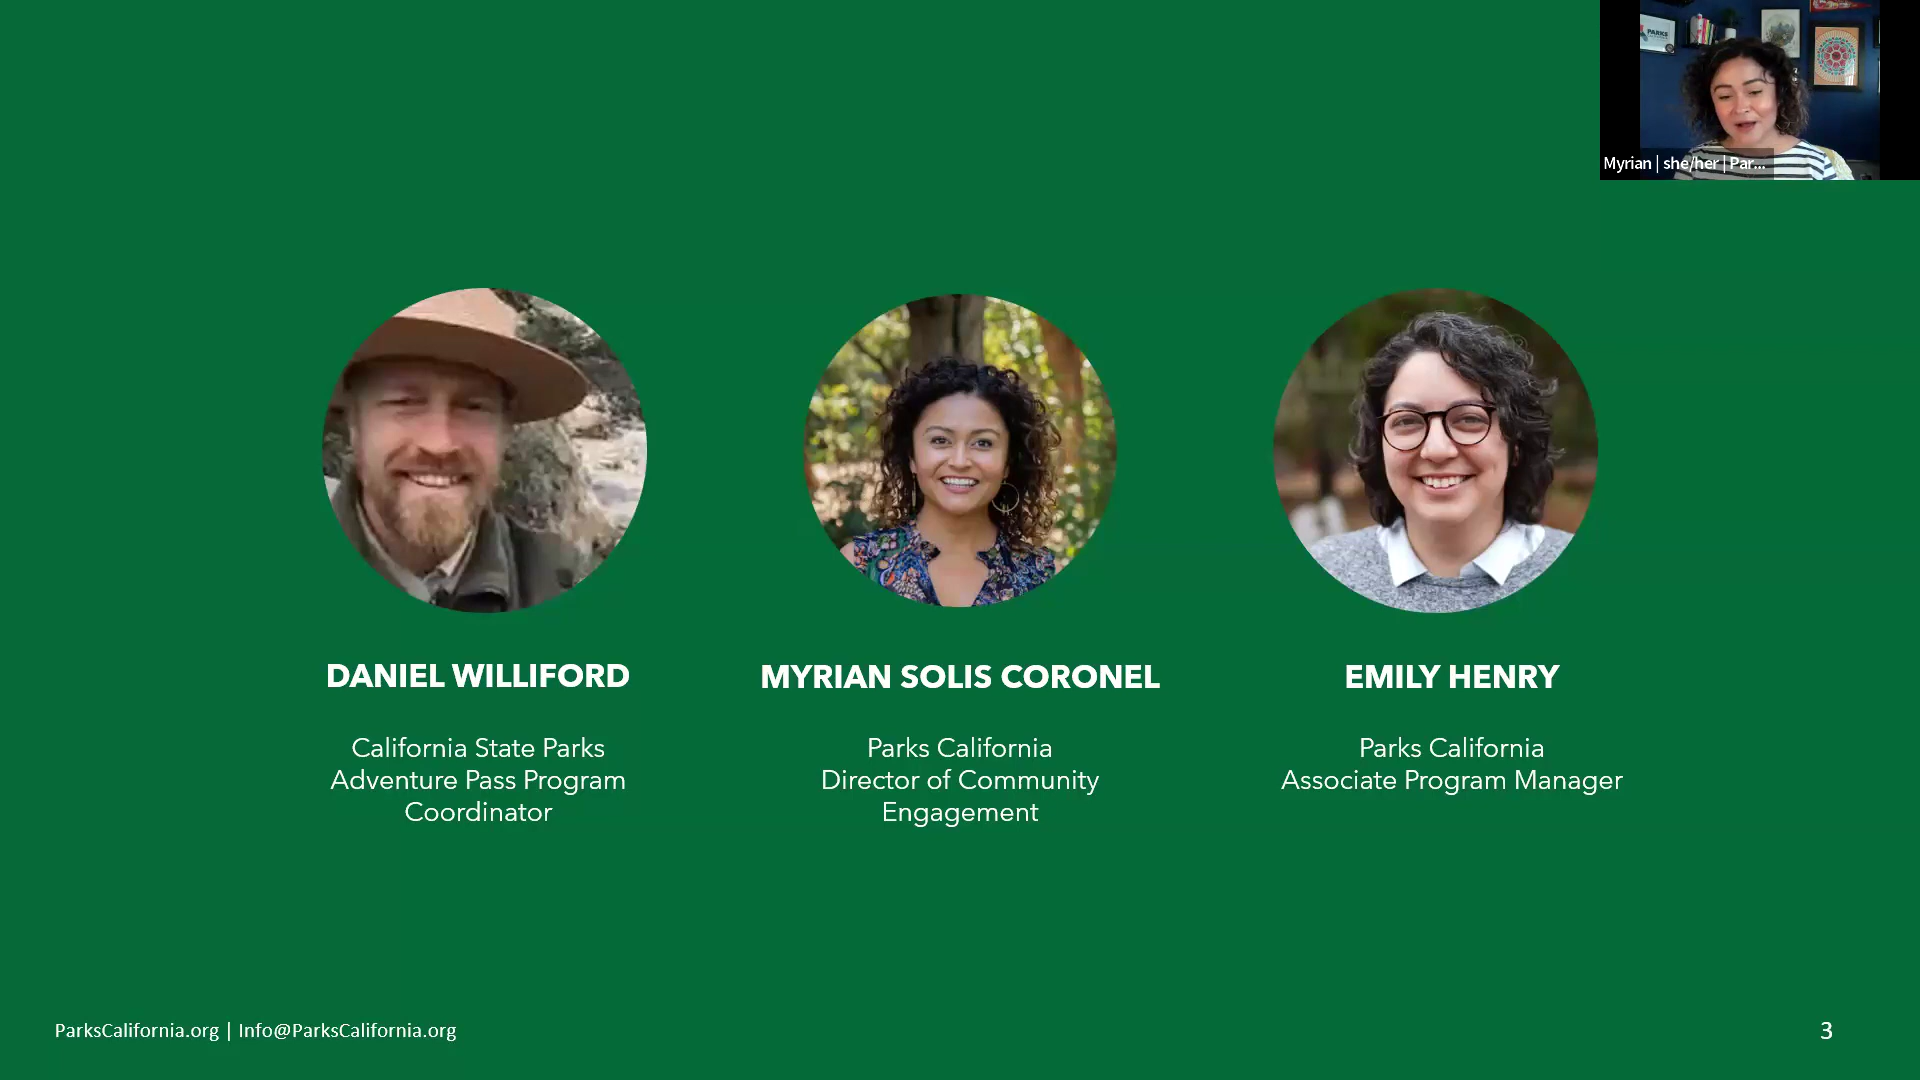 PARKS
Myrian | she/her | Par...
DANIEL WILLIFORD
California State Parks
Adventure Pass Program
Coordinator
MYRIAN SOLIS CORONEL
Parks California
Director of Community
Engagement
EMILY HENRY
Parks California
Associate Program Manager
ParksCalifornia.org | Info@ParksCalifornia.org
3